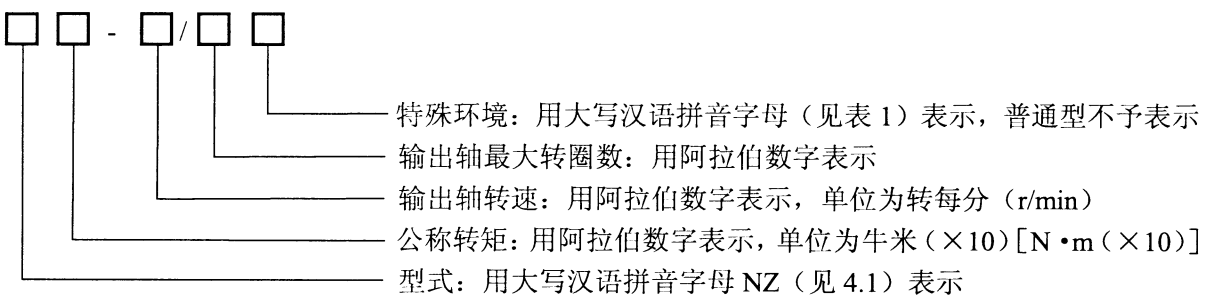 □ □ - □/□ □
特殊环境：用大写汉语拼音字母（见表 1）表示，普通型不予表示
输出轴最大转圈数：用阿拉伯数字表示
输出轴转速：用阿拉伯数字表示，单位为转每分（r/min）
公称转矩：用阿拉伯数字表示，单位为牛米（×10）[N•m（×10）]
型式：用大写汉语拼音字母 NZ（见 4.1）表示